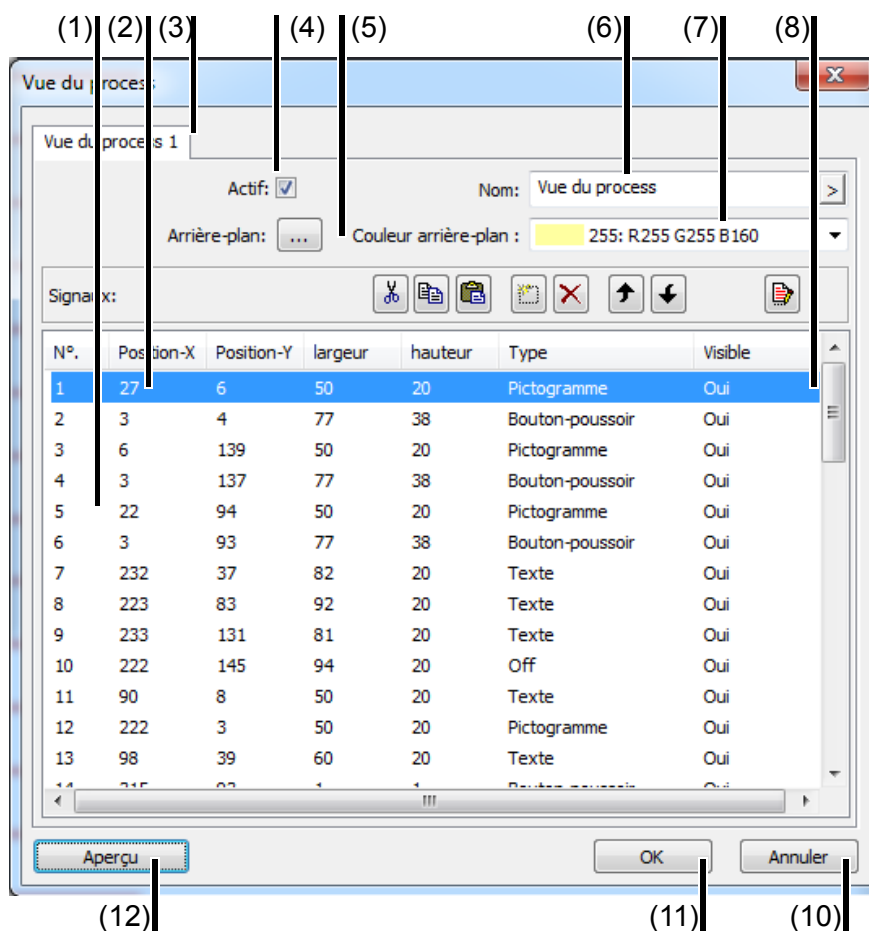 (1) (2) (3) (4) (5) (6) (7) (8)
Vue du process
Vue du process 1
Actif: Nom: Vue du process >
Arrière-plan: ... Couleur arrière-plan : 255: R255 G255 B160
Signaux:
N°. Position-X Position-Y largeur hauteur Type Visible
1 27 6 50 20 Pictogramme Oui
2 3 4 77 38 Bouton-poussoir Oui
3 6 139 50 20 Pictogramme Oui
4 3 137 77 38 Bouton-poussoir Oui
5 22 94 50 20 Pictogramme Oui
6 3 93 77 38 Bouton-poussoir Oui
7 232 37 82 20 Texte Oui
8 223 83 92 20 Texte Oui
9 233 131 81 20 Texte Oui
10 222 145 94 20 Off Oui
11 90 8 50 20 Texte Oui
12 222 3 50 20 Pictogramme Oui
13 98 39 60 20 Texte Oui
14 1 1 Bouton-poussoir Oui
Aperçu OK Annuler
(12) (11) (10)